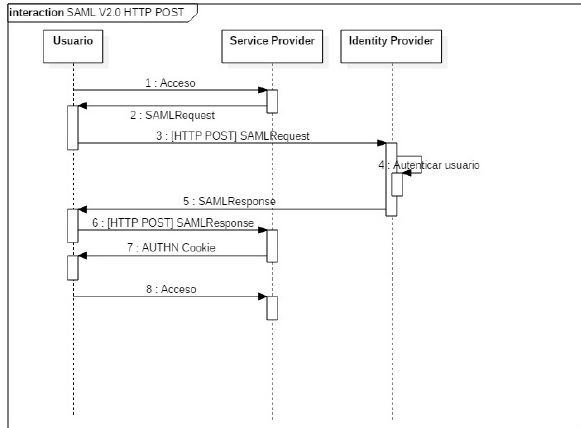 interaction SAML V2.0 HTTP POST
Usuario
Service Provider
Identity Provider
1 : Acceso
2 : SAMLRequest
3 : [HTTP POST] SAMLRequest
4 : Autenticar usuario
5 : SAMLResponse
6 : [HTTP POST] SAMLResponse
7 : AUTHN Cookie
8 : Acceso